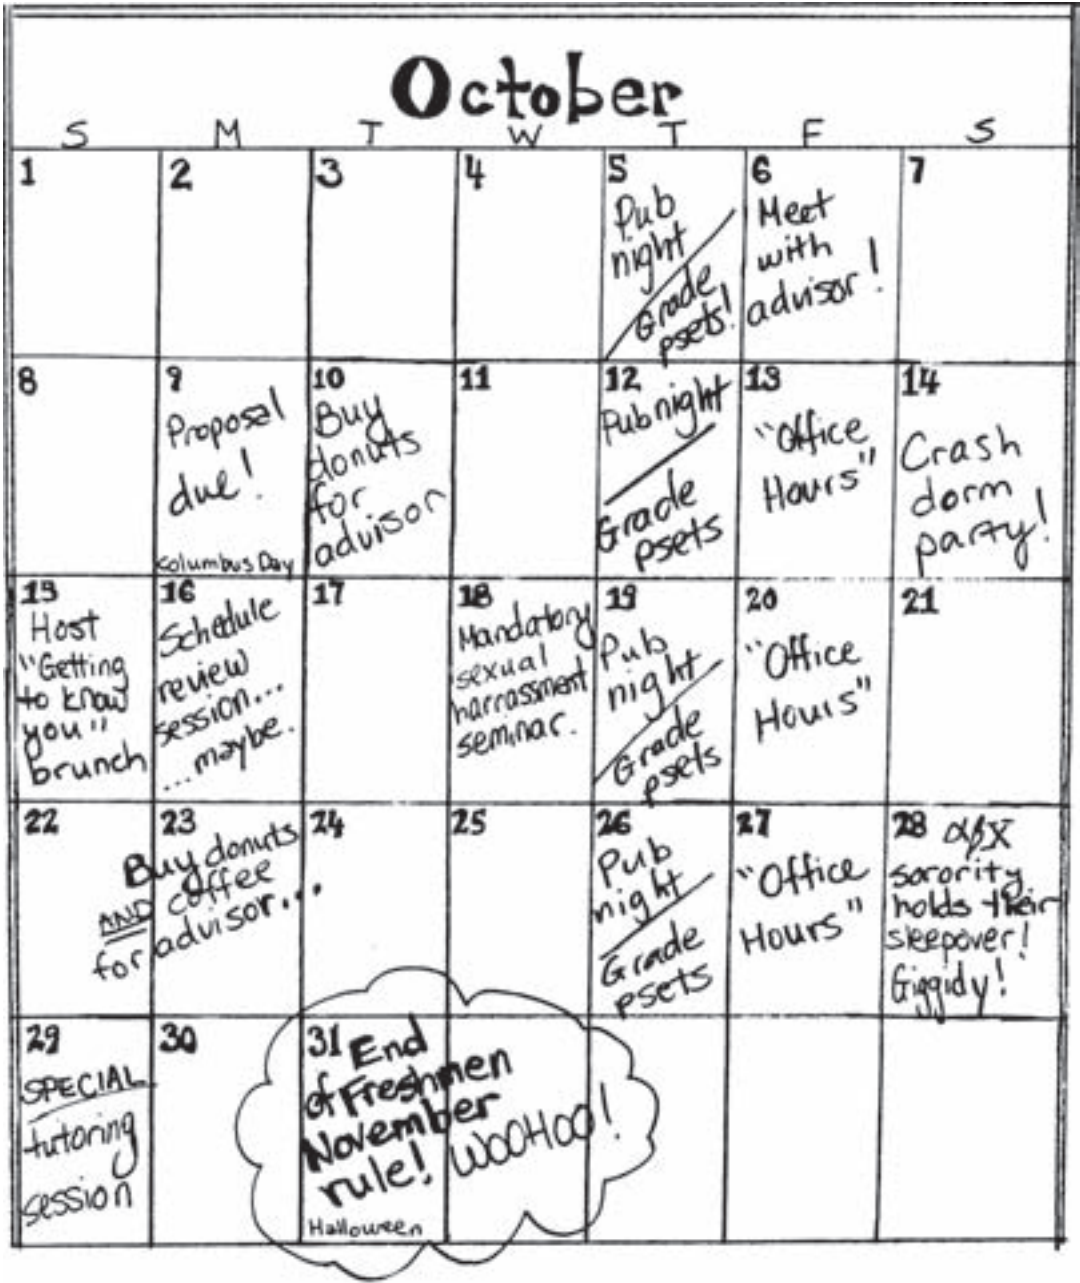 October
S M T W T F S
1
2
3
4
5
Pub
night
Grade
psets!
6
Meet
with
advisor!
7
8
9
Proposal
due!
Columbus Day
10
Buy
donuts
for
advisor
11
12
Pub night
Grade
psets
13
"Office
Hours"
14
Crash
dorm
party!
15
Host
"Getting
to know
you"
brunch
16
Schedule
review
session...
...maybe.
17
18
Mandatory
sexual
harrassment
seminar.
19
Pub
night
Grade
psets
20
"Office
Hours"
21
22
23
Buy donuts
AND coffee
for advisor...
24
25
26
Pub
night
Grade
psets
27
"Office
Hours"
28 αβχ
sorority
holds their
sleepover!
Giggidy!
29
SPECIAL
tutoring
session
30
31 End
of Freshmen
November
rule! WOOHOO!
Halloween